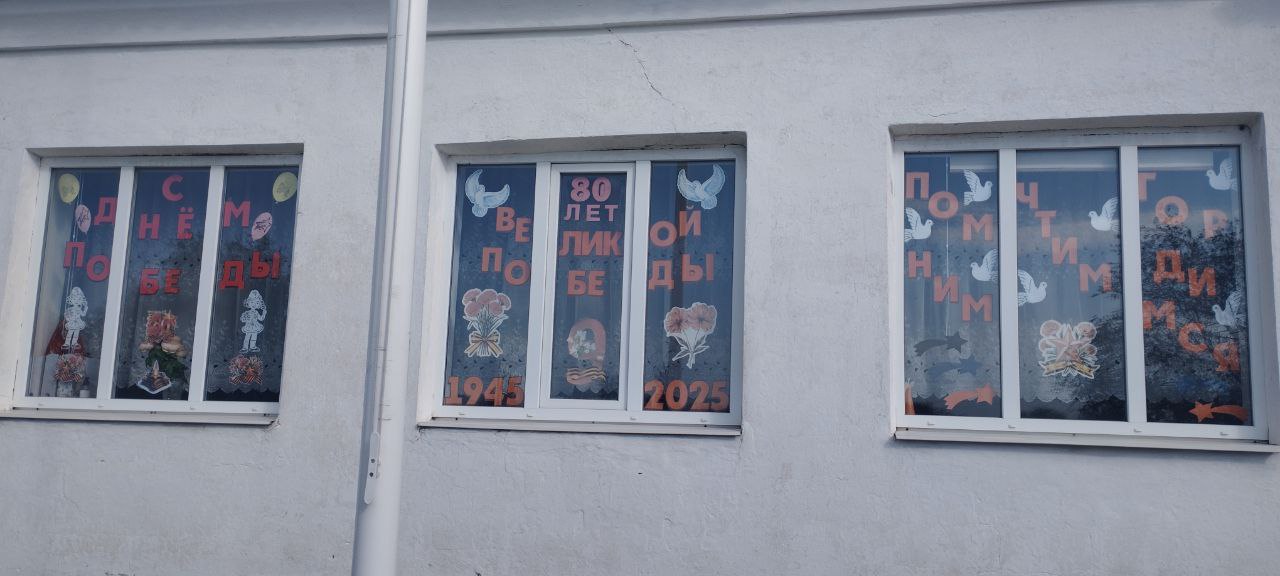 С
ДНЁМ
ПОБЕДЫ
80
ЛЕТ
ВЕЛИКОЙ
ПОБЕДЫ
1945 2025
ПОМНИМ
ЧТИМ
ГОРДИМСЯ